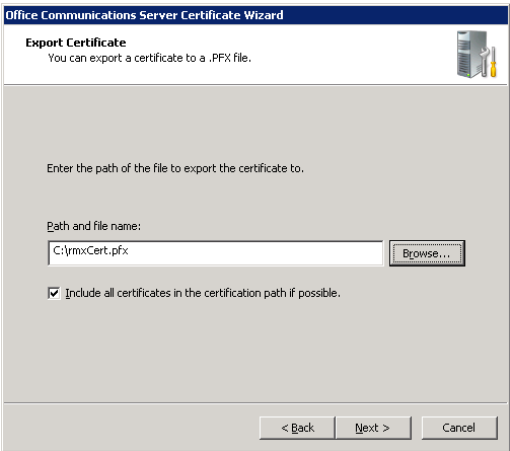 Office Communications Server Certificate Wizard
Export Certificate
You can export a certificate to a .PFX file.
Enter the path of the file to export the certificate to.
Path and file name:
C:\rmxCert.pfx
Browse...
Include all certificates in the certification path if possible.
< Back Next > Cancel